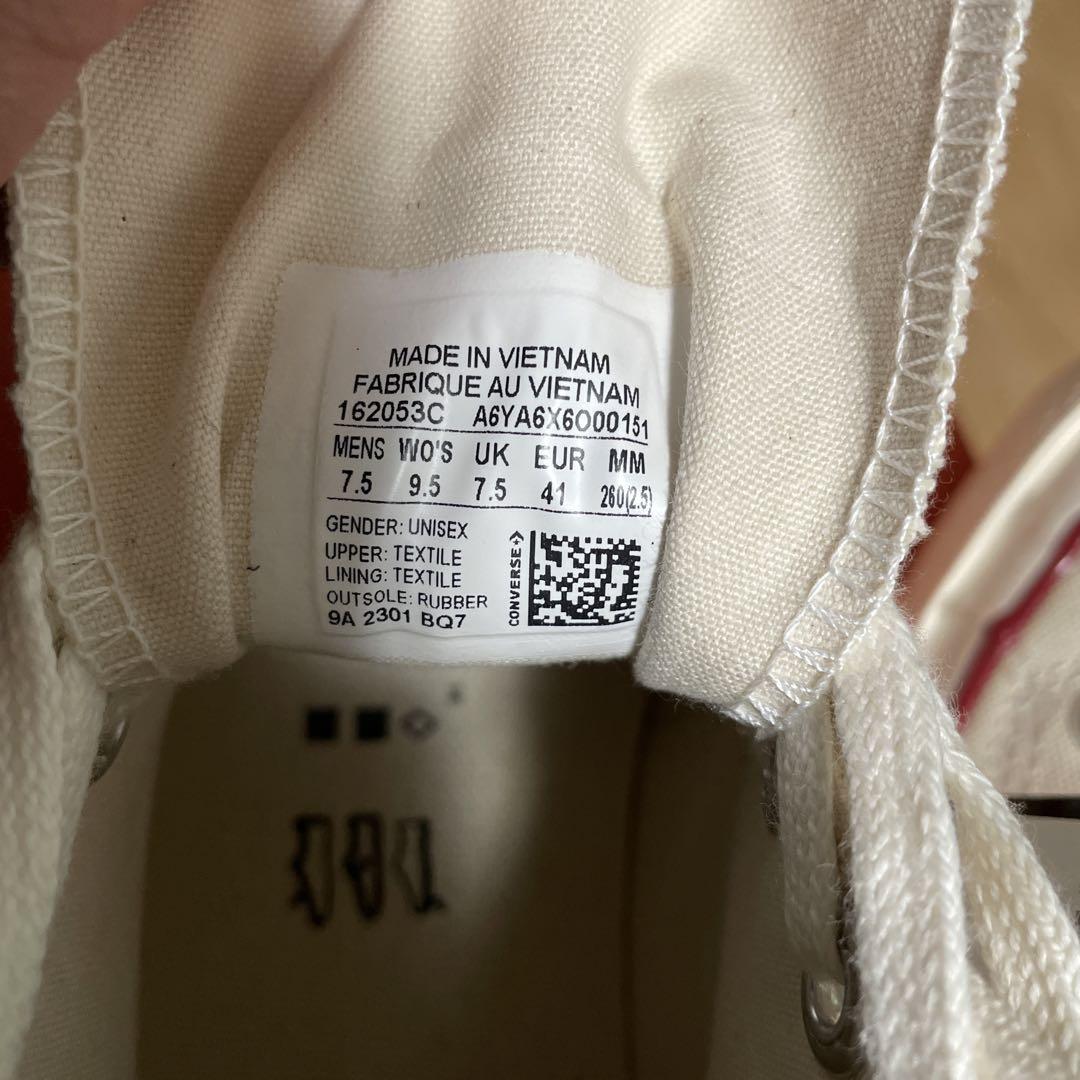 MADE IN VIETNAM
FABRIQUE AU VIETNAM
162053C A6YA6X6O00151
MENS WO'S UK EUR MM
7.5 9.5 7.5 41 260(2.5)
GENDER: UNISEX
UPPER: TEXTILE
LINING: TEXTILE
OUTSOLE: RUBBER
9A 2301 BQ7
CONVERSE